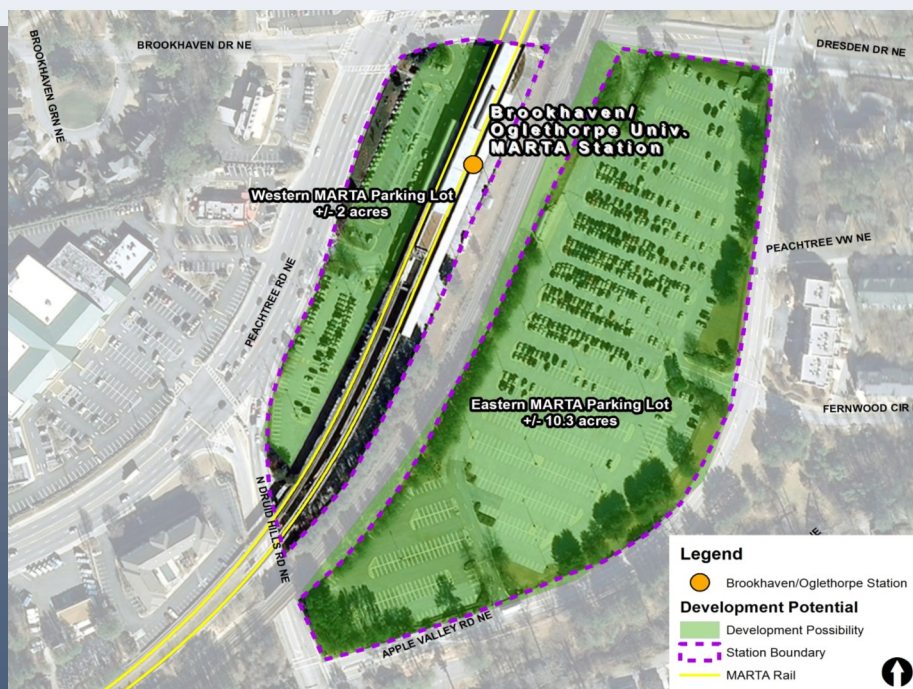 BROOKHAVEN DR NE
DRESDEN DR NE
BROOKHAVEN GRN NE
Brookhaven/
Oglethorpe Univ.
MARTA Station
Western MARTA Parking Lot
+/- 2 acres
PEACHTREE VW NE
PEACHTREE RD NE
Eastern MARTA Parking Lot
+/- 10.3 acres
FERNWOOD CIR
N DRUID HILLS RD NE
NE
APPLE VALLEY RD NE
Legend
Brookhaven/Oglethorpe Station
Development Potential
Development Possibility
Station Boundary
MARTA Rail